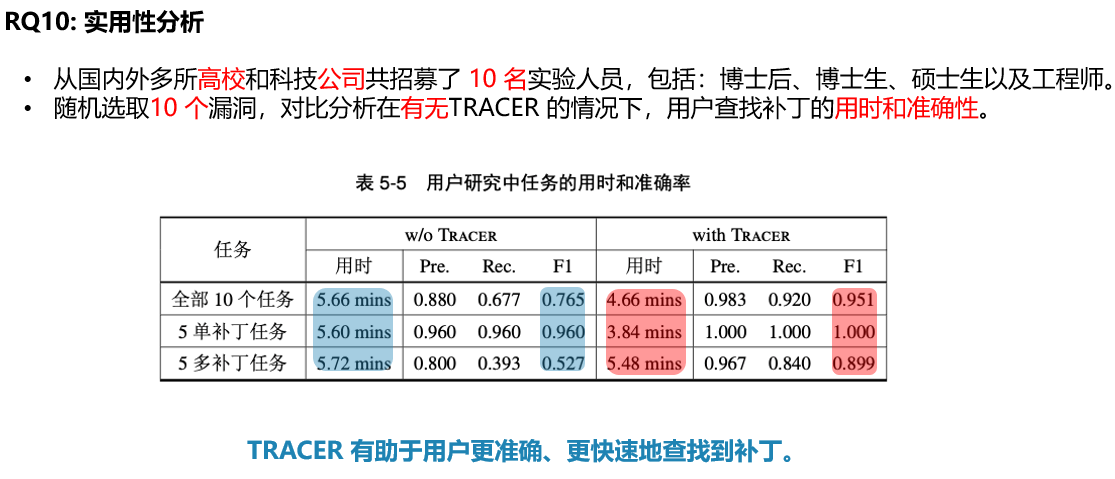 RQ10: 实用性分析
• 从国内外多所高校和科技公司共招募了 10 名实验人员，包括：博士后、博士生、硕士生以及工程师。
• 随机选取10 个漏洞，对比分析在有无TRACER 的情况下，用户查找补丁的用时和准确性。
表 5-5 用户研究中任务的用时和准确率
任务 w/o TRACER with TRACER
用时 Pre. Rec. F1 用时 Pre. Rec. F1
全部 10 个任务 5.66 mins 0.880 0.677 0.765 4.66 mins 0.983 0.920 0.951
5 单补丁任务 5.60 mins 0.960 0.960 0.960 3.84 mins 1.000 1.000 1.000
5 多补丁任务 5.72 mins 0.800 0.393 0.527 5.48 mins 0.967 0.840 0.899
TRACER 有助于用户更准确、更快速地查找到补丁。